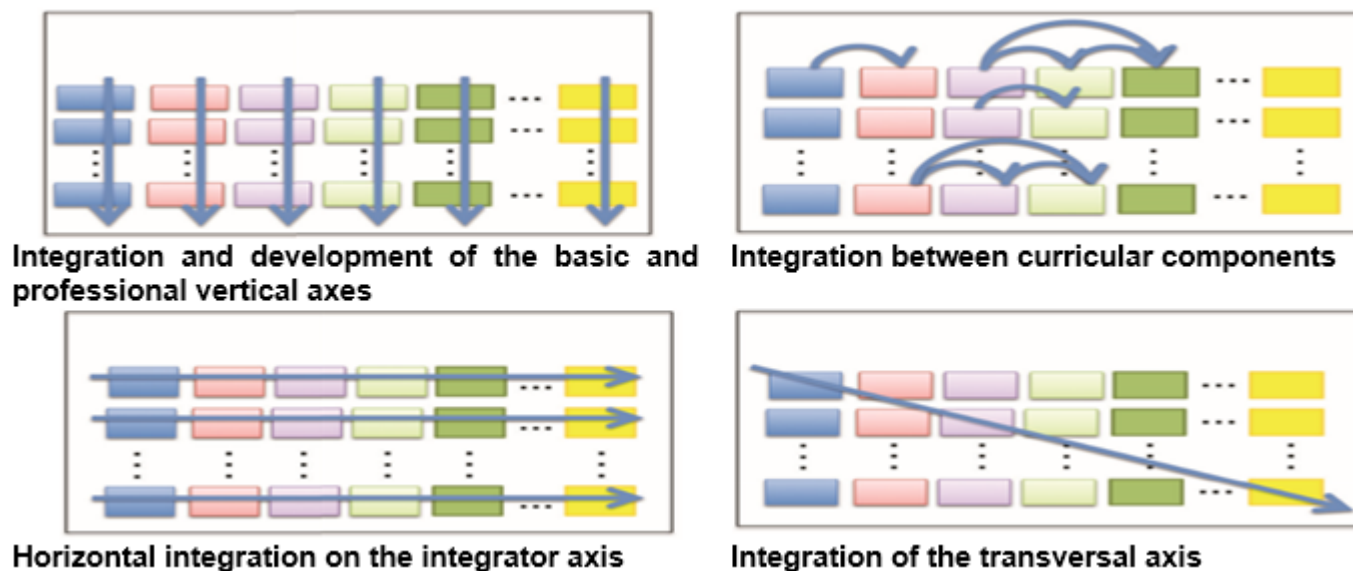 Integration and development of the basic and
professional vertical axes
Integration between curricular components
Horizontal integration on the integrator axis
Integration of the transversal axis